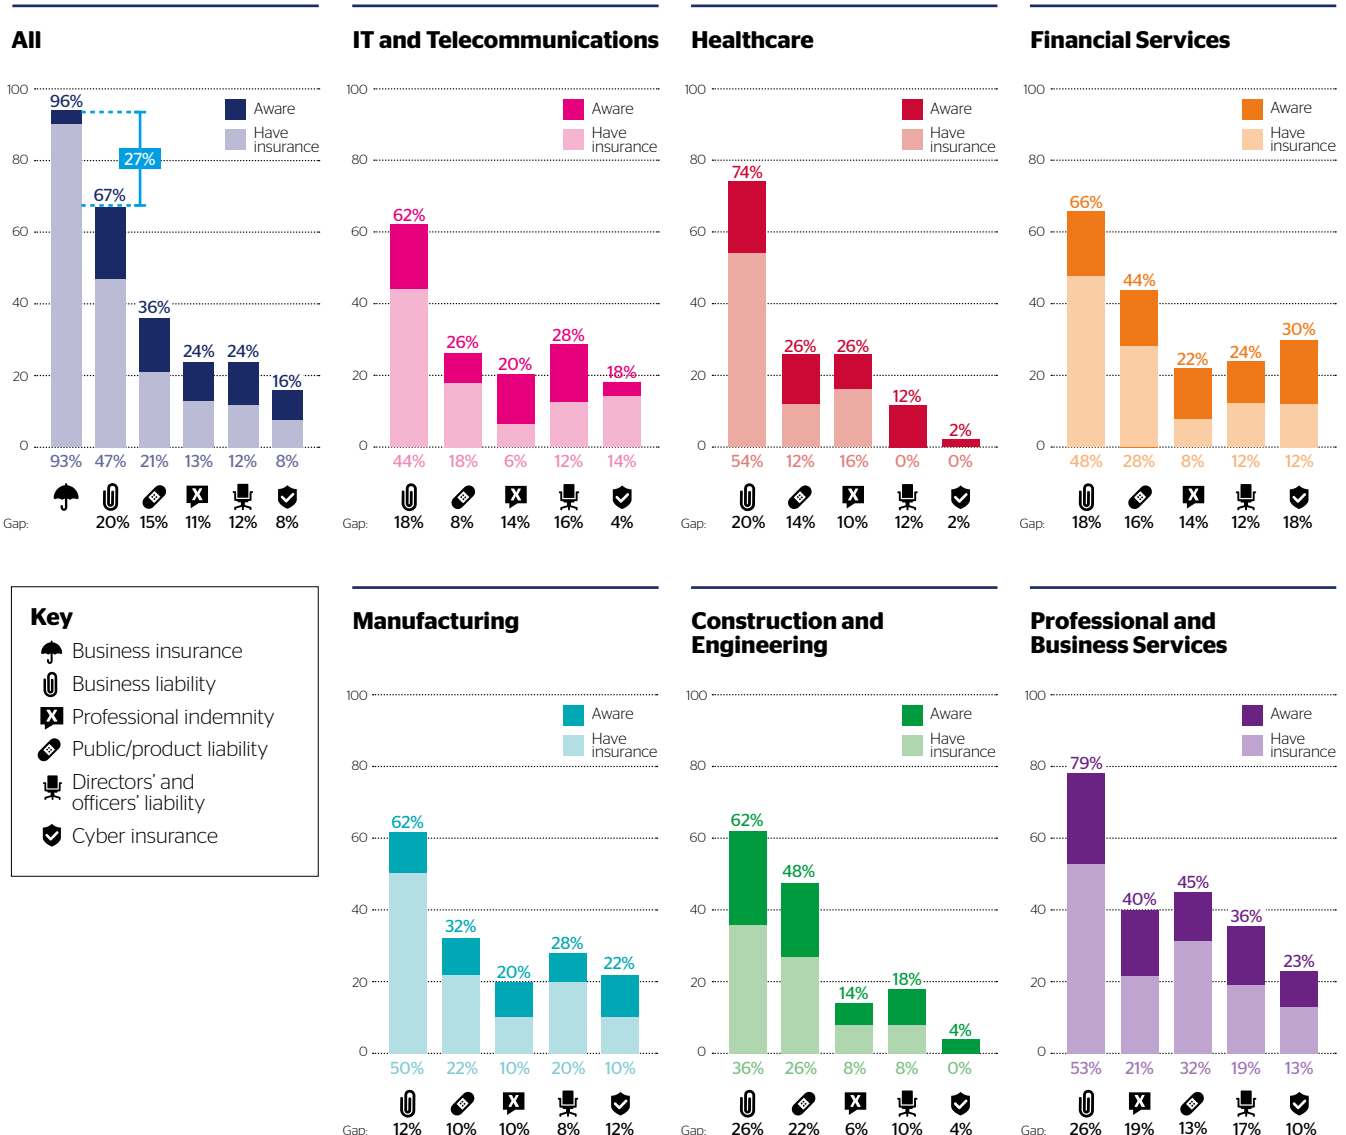 All
100
80
60
40
20
0
96%
67%
36%
24%
24%
16%
27%
Aware
Have
insurance
93% 47% 21% 13% 12% 8%
Gap: 20% 15% 11% 12% 8%
IT and Telecommunications
100
80
60
40
20
0
62%
26%
20%
28%
18%
Aware
Have
insurance
44% 18% 6% 12% 14%
Gap: 18% 8% 14% 16% 4%
Healthcare
100
80
60
40
20
0
74%
26%
26%
12%
2%
Aware
Have
insurance
54% 12% 16% 0% 0%
Gap: 20% 14% 10% 12% 2%
Financial Services
100
80
60
40
20
0
66%
44%
22%
24%
30%
Aware
Have
insurance
48% 28% 8% 12% 12%
Gap: 18% 16% 14% 12% 18%
Key
Business insurance
Business liability
X Professional indemnity
Public/product liability
Directors' and
officers' liability
Cyber insurance
Manufacturing
100
80
60
40
20
0
62%
32%
20%
28%
22%
Aware
Have
insurance
50% 22% 10% 20% 10%
Gap: 12% 10% 10% 8% 12%
Construction and
Engineering
100
80
60
40
20
0
62%
48%
14%
18%
4%
Aware
Have
insurance
36% 26% 8% 8% 0%
Gap: 26% 22% 6% 10% 4%
Professional and
Business Services
100
80
60
40
20
0
79%
40%
45%
36%
23%
Aware
Have
insurance
53% 21% 32% 19% 13%
Gap: 26% 19% 13% 17% 10%